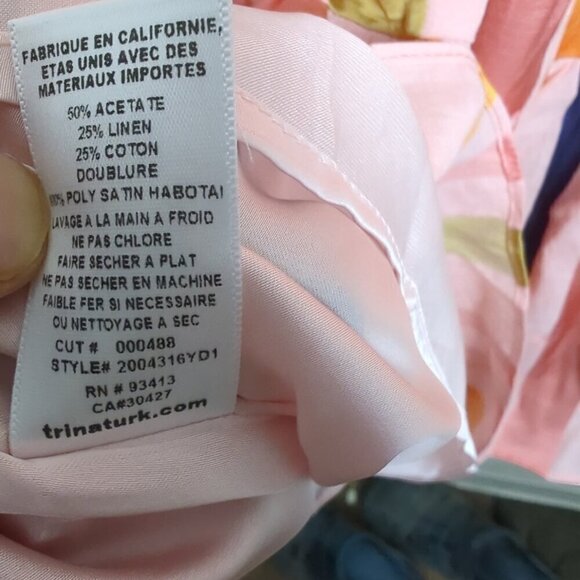 FABRIQUE EN CALIFORNIE,
ETAS UNIS AVEC DES
MATERIAUX IMPORTES
50% ACETATE
25% LINEN
25% COTON
DOUBLURE
100% POLY SATIN HABOTAI
LAVAGE A LA MAIN A FROID
NE PAS CHLORE
FAIRE SECHER A PLAT
NE PAS SECHER EN MACHINE
FAIBLE FER SI NECESSAIRE
OU NETTOYAGE A SEC
CUT # 000488
STYLE# 2004316YD1
RN # 93413
CA#30427
trinaturk.com